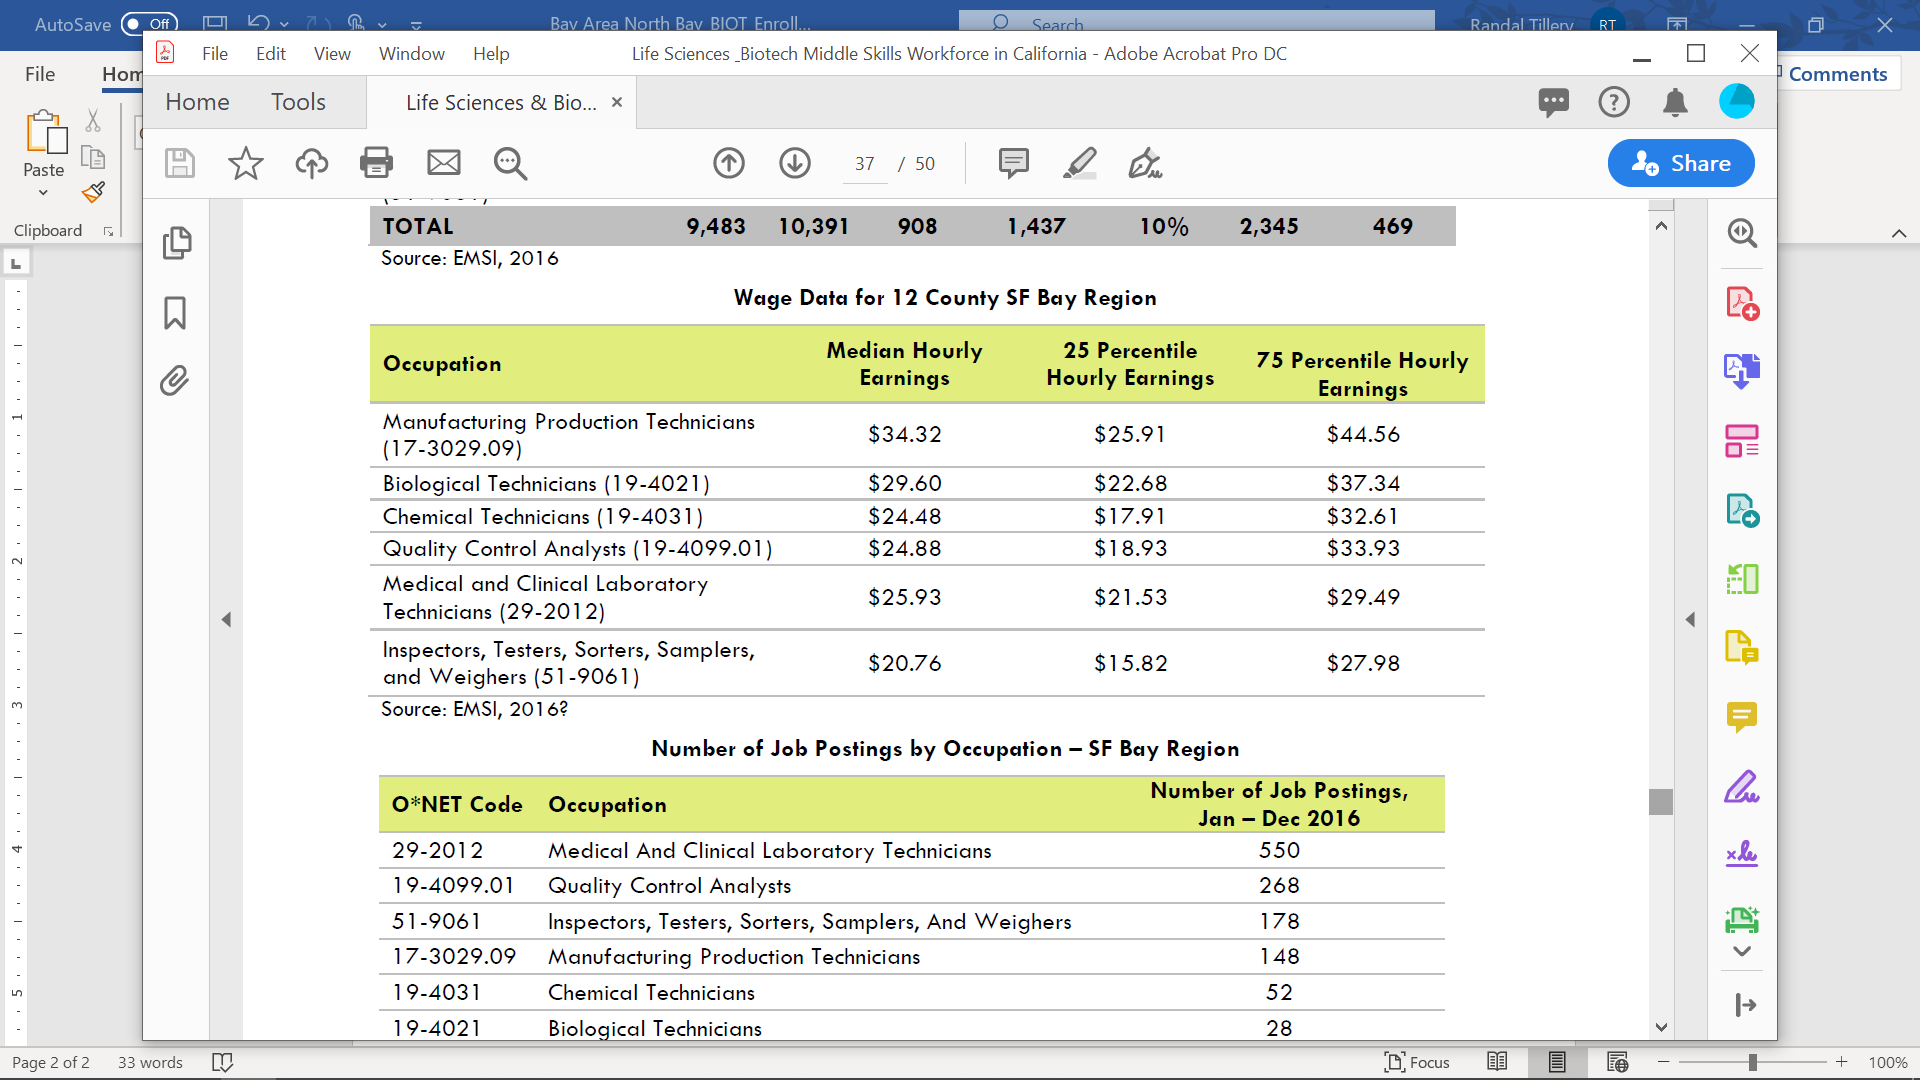 AutoSave Off Bay Area North Bay BIOT Enroll... Search Randal Tillery RT
File Hom Comments
Paste
Clipboard
File Edit View Window Help Life Sciences _Biotech Middle Skills Workforce in California - Adobe Acrobat Pro DC
Home Tools Life Sciences & Bio... ×
37 / 50 Share
TOTAL 9,483 10,391 908 1,437 10% 2,345 469
Source: EMSI, 2016
Wage Data for 12 County SF Bay Region
Occupation Median Hourly Earnings 25 Percentile Hourly Earnings 75 Percentile Hourly Earnings
Manufacturing Production Technicians
(17-3029.09) $34.32 $25.91 $44.56
Biological Technicians (19-4021) $29.60 $22.68 $37.34
Chemical Technicians (19-4031) $24.48 $17.91 $32.61
Quality Control Analysts (19-4099.01) $24.88 $18.93 $33.93
Medical and Clinical Laboratory
Technicians (29-2012) $25.93 $21.53 $29.49
Inspectors, Testers, Sorters, Samplers,
and Weighers (51-9061) $20.76 $15.82 $27.98
Source: EMSI, 2016?
Number of Job Postings by Occupation – SF Bay Region
O*NET Code Occupation Number of Job Postings, Jan – Dec 2016
29-2012 Medical And Clinical Laboratory Technicians 550
19-4099.01 Quality Control Analysts 268
51-9061 Inspectors, Testers, Sorters, Samplers, And Weighers 178
17-3029.09 Manufacturing Production Technicians 148
19-4031 Chemical Technicians 52
19-4021 Biological Technicians 28
1
2
3
4
5
Page 2 of 2 33 words Focus 100%